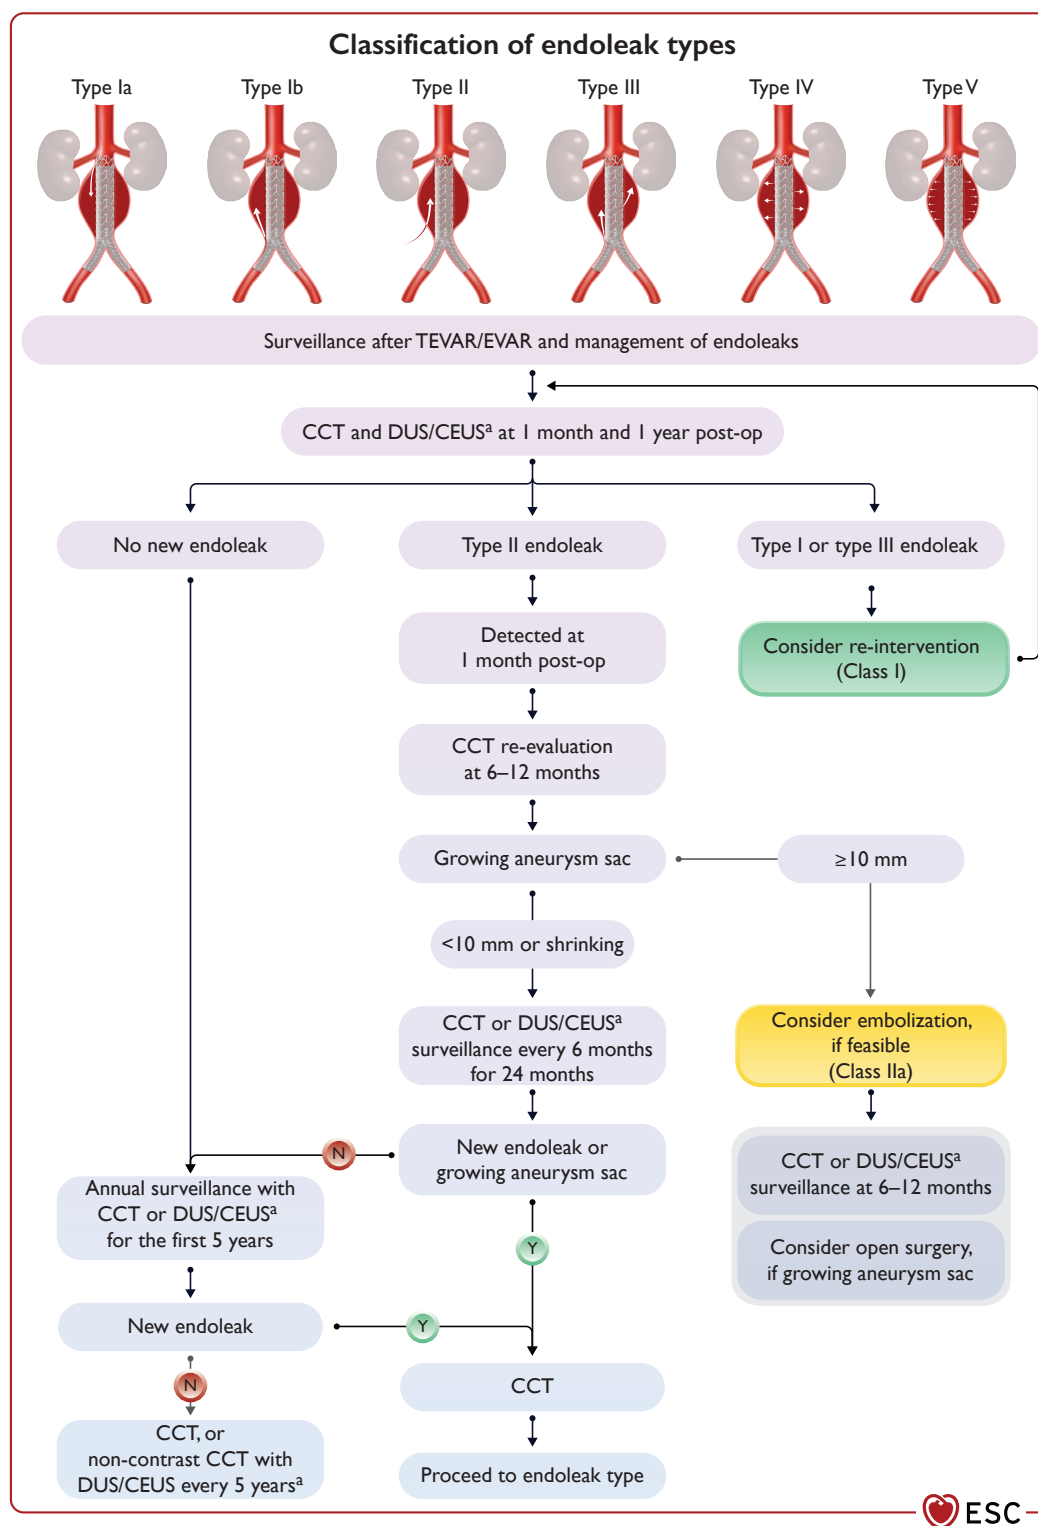 Classification of endoleak types
Type Ia
Type Ib
Type II
Type III
Type IV
Type V
Surveillance after TEVAR/EVAR and management of endoleaks
CCT and DUS/CEUSª at 1 month and 1 year post-op
No new endoleak
Type II endoleak
Type I or type III endoleak
Detected at
1 month post-op
Consider re-intervention
(Class I)
CCT re-evaluation
at 6–12 months
Growing aneurysm sac
≥10 mm
<10 mm or shrinking
CCT or DUS/CEUSª
surveillance every 6 months
for 24 months
Consider embolization,
if feasible
(Class IIa)
New endoleak or
growing aneurysm sac
N
CCT or DUS/CEUSª
surveillance at 6–12 months
Annual surveillance with
CCT or DUS/CEUSª
for the first 5 years
Y
Consider open surgery,
if growing aneurysm sac
New endoleak
Y
N
CCT
CCT, or
non-contrast CCT with
DUS/CEUS every 5 yearsª
Proceed to endoleak type
ESC